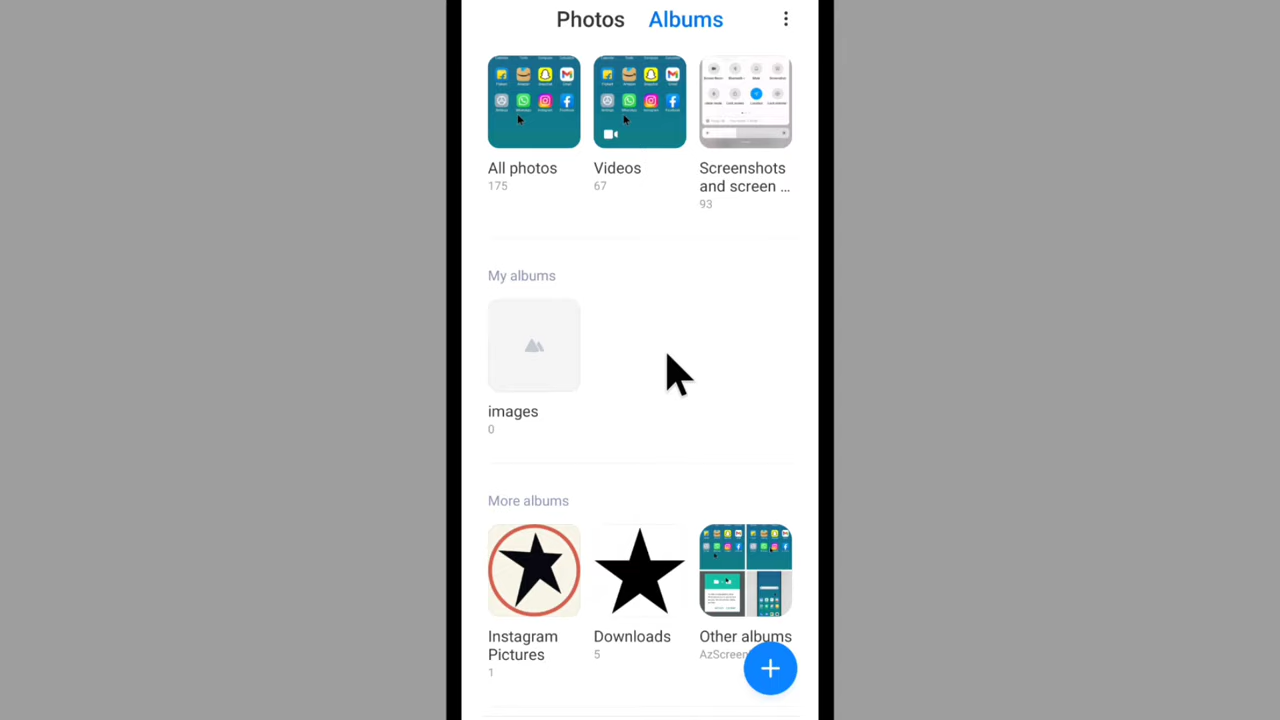 Photos Albums
All photos Videos Screenshots
and screen ...
175 67
93
My albums
images
0
More albums
Instagram Downloads Other albums
Pictures 5 AzScreen
1